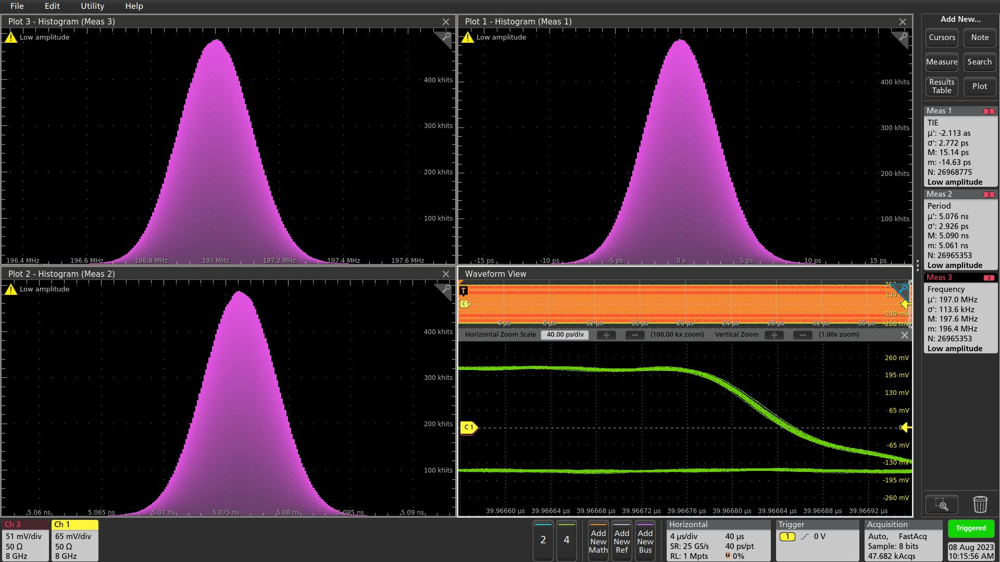 File Edit Utility Help
Plot 3 - Histogram (Meas 3)
Low amplitude
400 khits
300 khits
200 khits
100 khits
196.4 MHz 196.6 MHz 196.8 MHz 197 MHz 197.2 MHz 197.4 MHz 197.6 MHz
Plot 1 - Histogram (Meas 1)
Low amplitude
400 khits
300 khits
200 khits
100 khits
-15 ps -10 ps -5 ps 0 s 5 ps 10 ps 15 ps
Plot 2 - Histogram (Meas 2)
Low amplitude
400 khits
300 khits
200 khits
100 khits
5.06 ns 5.065 ns 5.07 ns 5.075 ns 5.08 ns 5.085 ns 5.09 ns
Waveform View
T
C 1
130
-130 mV
-260 mV
4 µs 8 µs 12 µs 16 µs 20 µs 24 µs 28 µs 32 µs 36 µs
Horizontal Zoom Scale 40.00 ps/div + − (100.00 kx zoom) Vertical Zoom + − (1.00x zoom)
260 mV
195 mV
130 mV
65 mV
C 1
-65 mV
-130 mV
-195 mV
-260 mV
39.96660 µs 39.96664 µs 39.96668 µs 39.96672 µs 39.96676 µs 39.96680 µs 39.96684 µs 39.96688 µs 39.96692 µs
Add New...
Cursors Note
Measure Search
Results Table Plot
Meas 1 3
TIE
µ': -2.113 as
σ': 2.772 ps
M: 15.14 ps
m: -14.63 ps
N: 26968775
Low amplitude
Meas 2 3
Period
µ': 5.076 ns
σ': 2.926 ps
M: 5.090 ns
m: 5.061 ns
N: 26965353
Low amplitude
Meas 3 3
Frequency
µ': 197.0 MHz
σ': 113.6 kHz
M: 197.6 MHz
m: 196.4 MHz
N: 26965353
Low amplitude
Ch 3
51 mV/div
50 Ω
8 GHz
Ch 1
65 mV/div
50 Ω
8 GHz
2
4
Add New Math
Add New Ref
Add New Bus
Horizontal
4 µs/div 40 µs
SR: 25 GS/s 40 ps/pt
RL: 1 Mpts T 0%
Trigger
1 0 V
Acquisition
Auto, FastAcq
Sample: 8 bits
47.682 kAcqs
Triggered
08 Aug 2023
10:15:56 AM